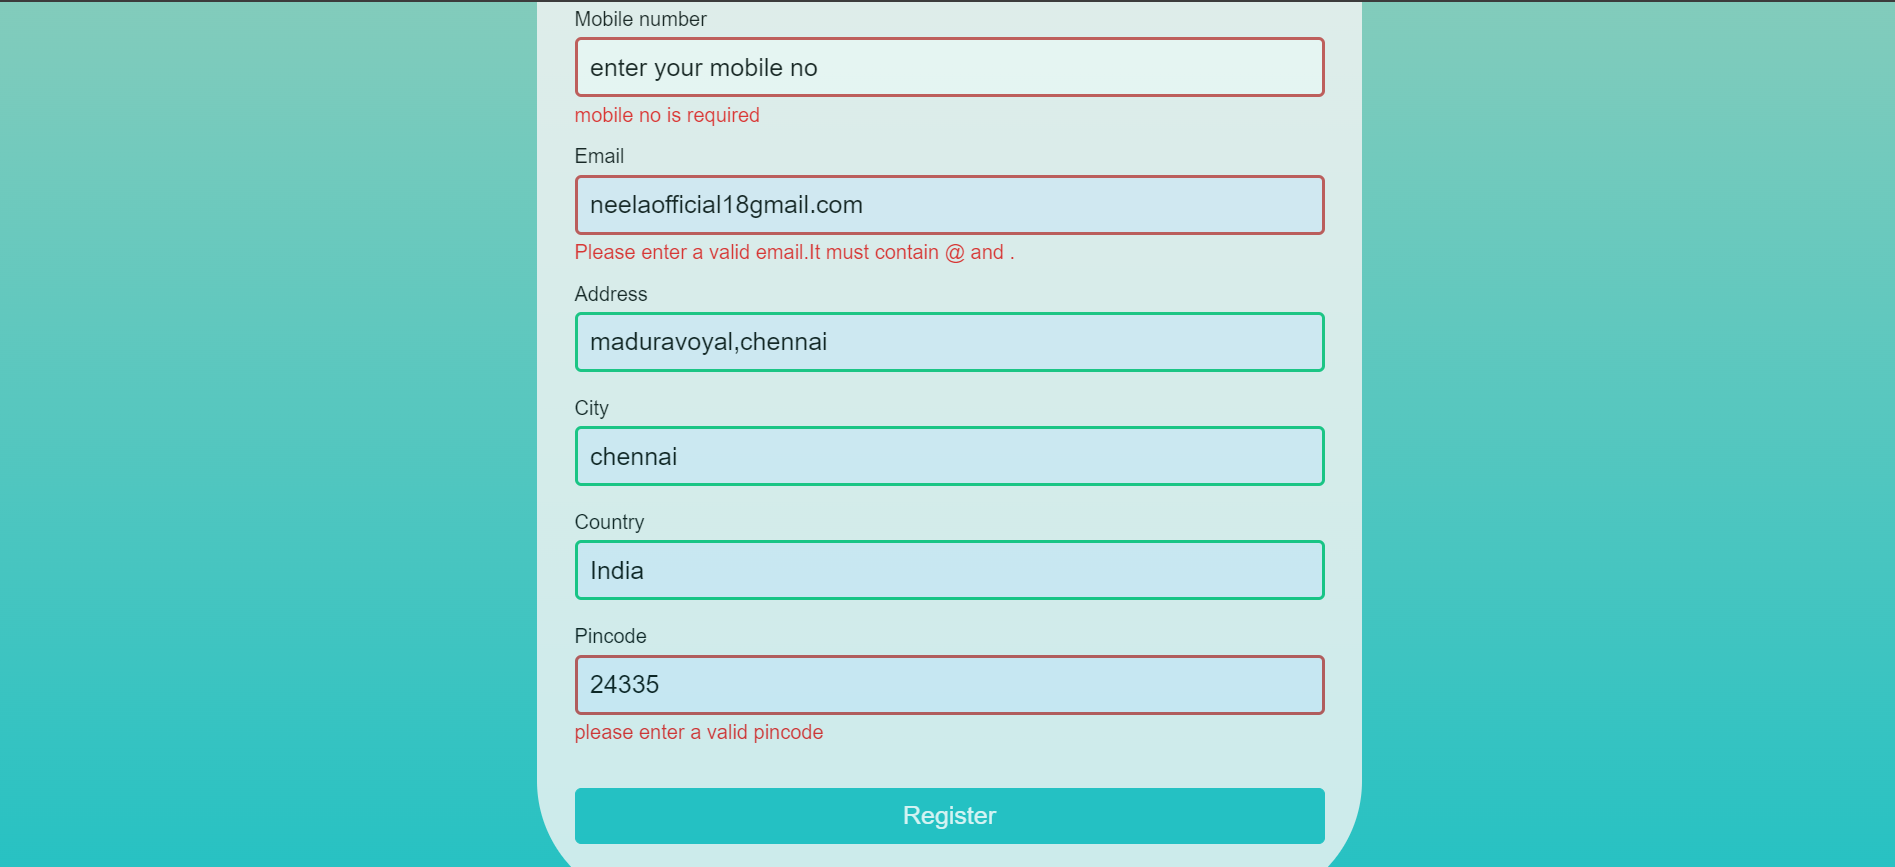 Mobile number
enter your mobile no
mobile no is required
Email
neelaofficial18gmail.com
Please enter a valid email.It must contain @ and .
Address
maduravoyal,chennai
City
chennai
Country
India
Pincode
24335
please enter a valid pincode
Register